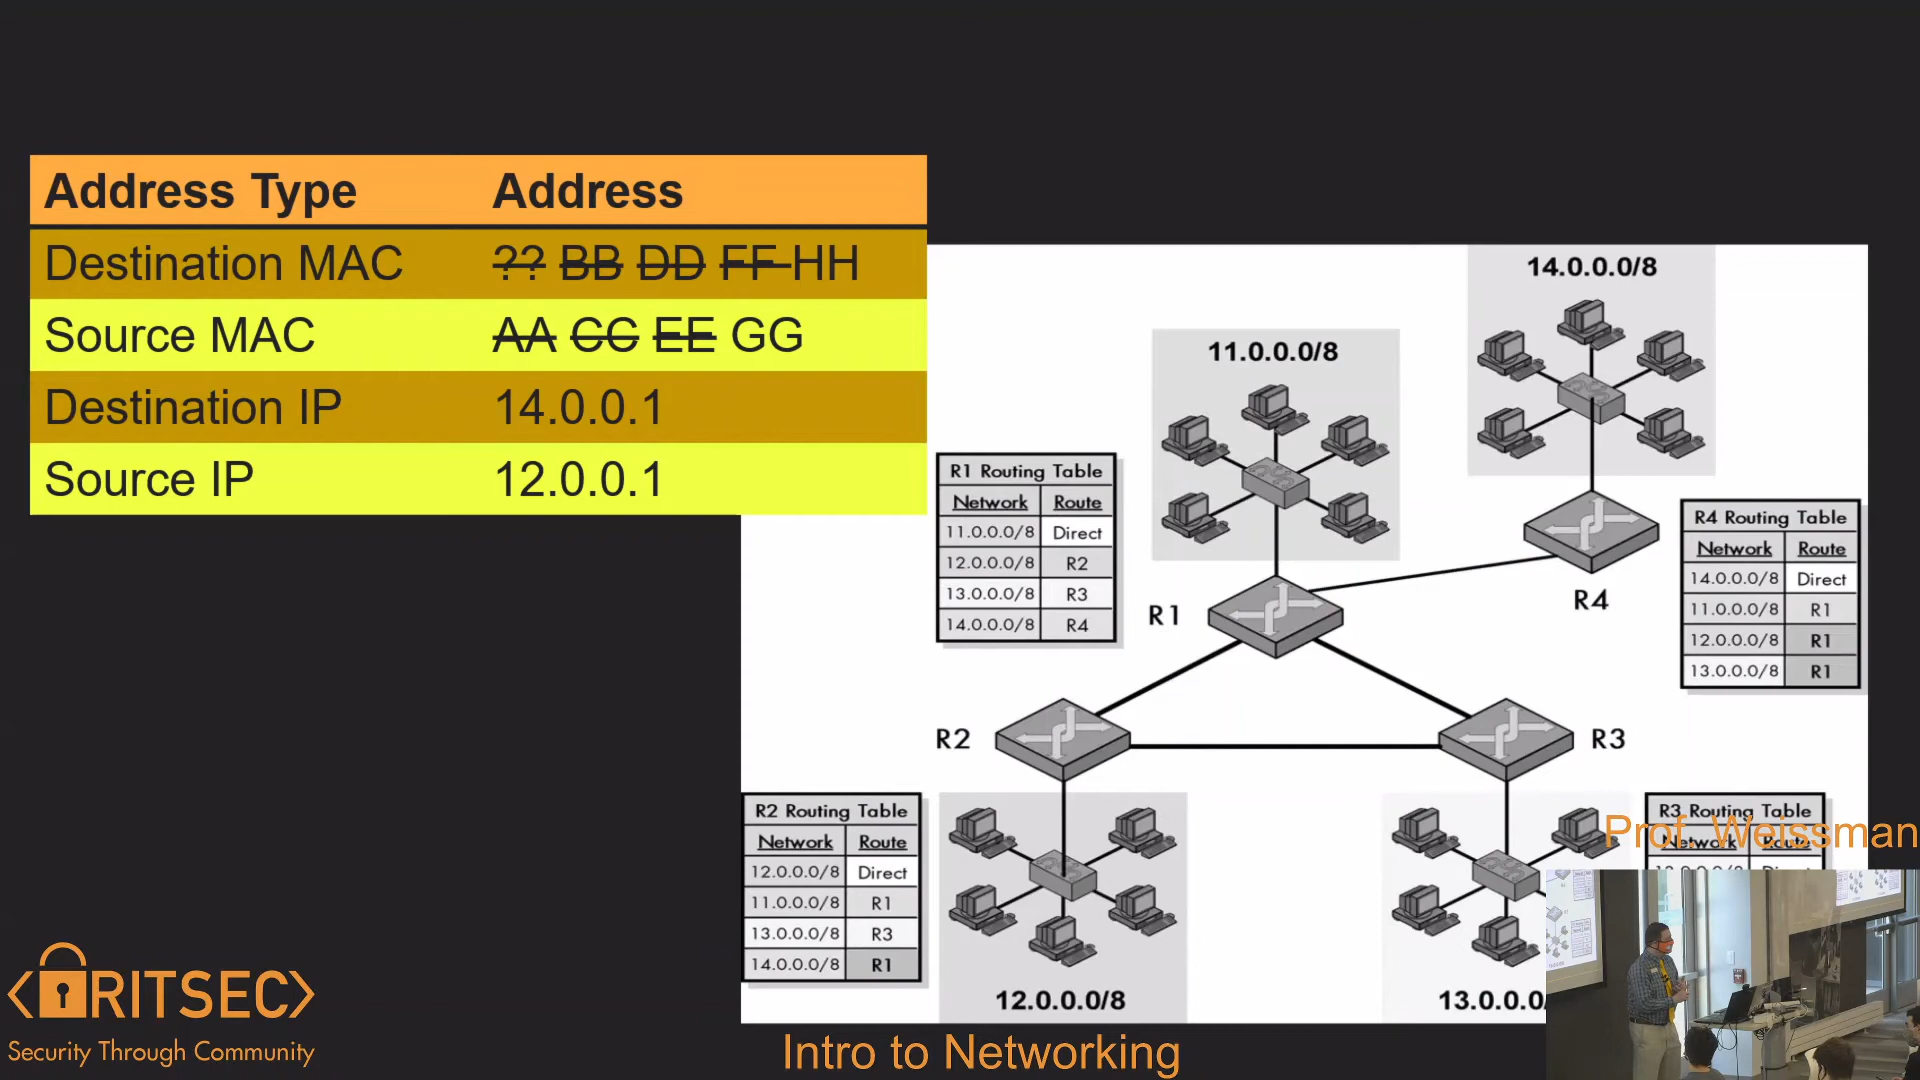 Address Type Address
Destination MAC ?? BB DD FF HH
Source MAC AA CC EE GG
Destination IP 14.0.0.1
Source IP 12.0.0.1
14.0.0.0/8
11.0.0.0/8
R1 Routing Table
Network Route
11.0.0.0/8 Direct
12.0.0.0/8 R2
13.0.0.0/8 R3
14.0.0.0/8 R4
R4 Routing Table
Network Route
14.0.0.0/8 Direct
11.0.0.0/8 R1
12.0.0.0/8 R1
13.0.0.0/8 R1
R4
R1
R2
R3
R2 Routing Table
Network Route
12.0.0.0/8 Direct
11.0.0.0/8 R1
13.0.0.0/8 R3
14.0.0.0/8 R1
R3 Routing Table
Prof. Weissman
Network Route
12.0.0.0/8
13.0.0.0/
RITSEC
Security Through Community
Intro to Networking